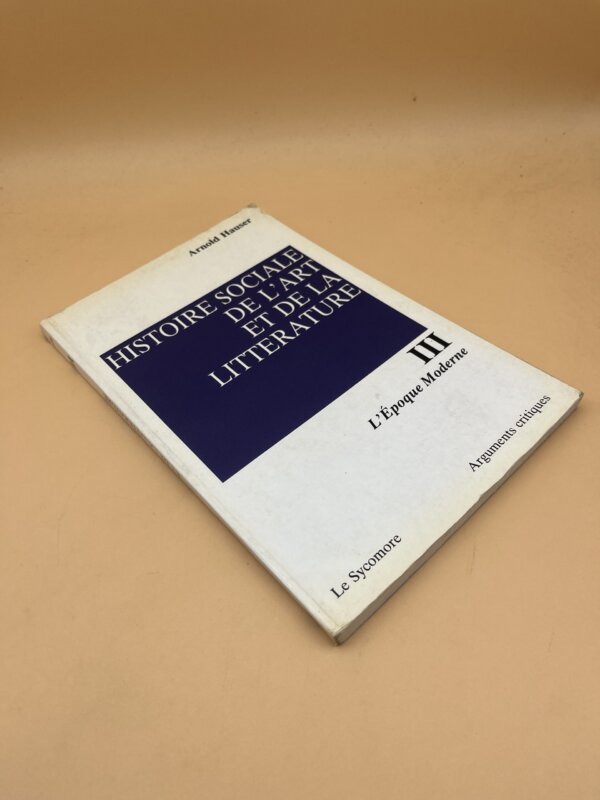 Arnold Hauser
HISTOIRE SOCIALE
DE L'ART
ET DE LA
LITTERATURE
III
L'Époque Moderne
Arguments critiques
Le Sycomore